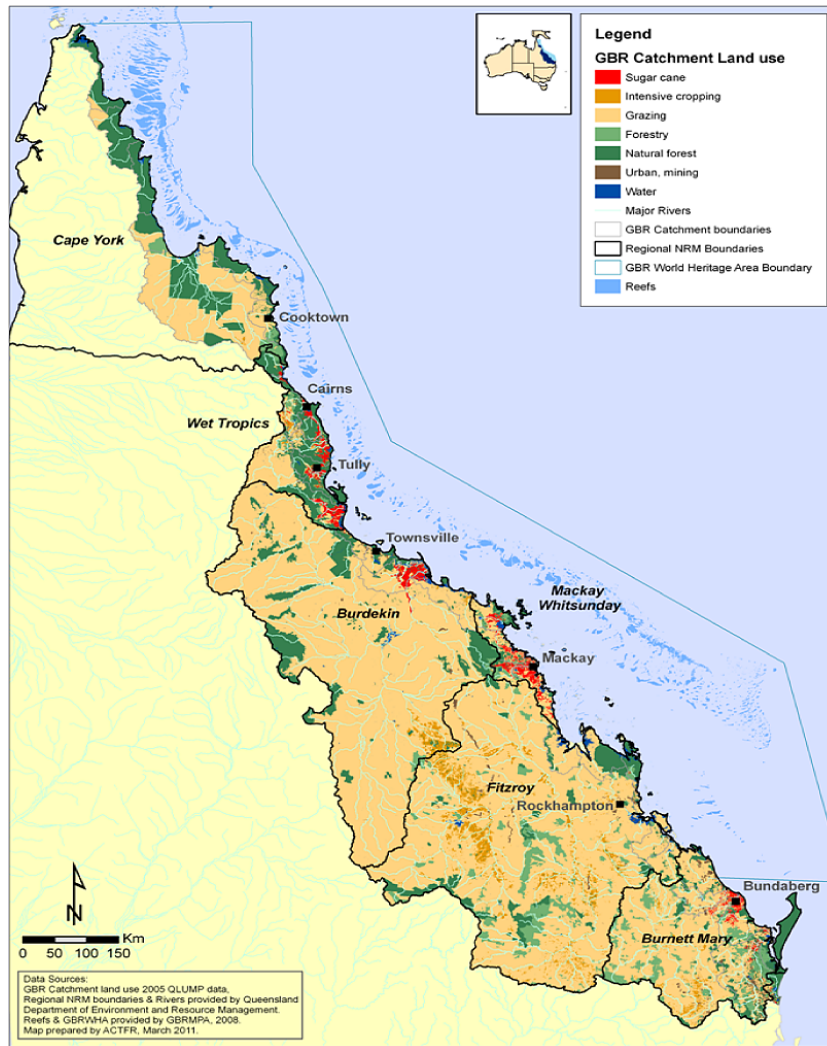 Legend
GBR Catchment Land use
Sugar cane
Intensive cropping
Grazing
Forestry
Natural forest
Urban, mining
Water
Major Rivers
GBR Catchment boundaries
Regional NRM Boundaries
GBR World Heritage Area Boundary
Reefs
Cape York
Cooktown
Cairns
Wet Tropics
Tully
Townsville
Mackay
Whitsunday
Burdekin
Mackay
Fitzroy
Rockhampton
Bundaberg
Burnett Mary
N
Km
0 50 100 150
Data Sources:
GBR Catchment land use 2005 QLUMP data,
Regional NRM boundaries & Rivers provided by Queensland
Department of Environment and Resource Management.
Reefs & GBRWHA provided by GBRMPA, 2008.
Map prepared by ACTFR, March 2011.